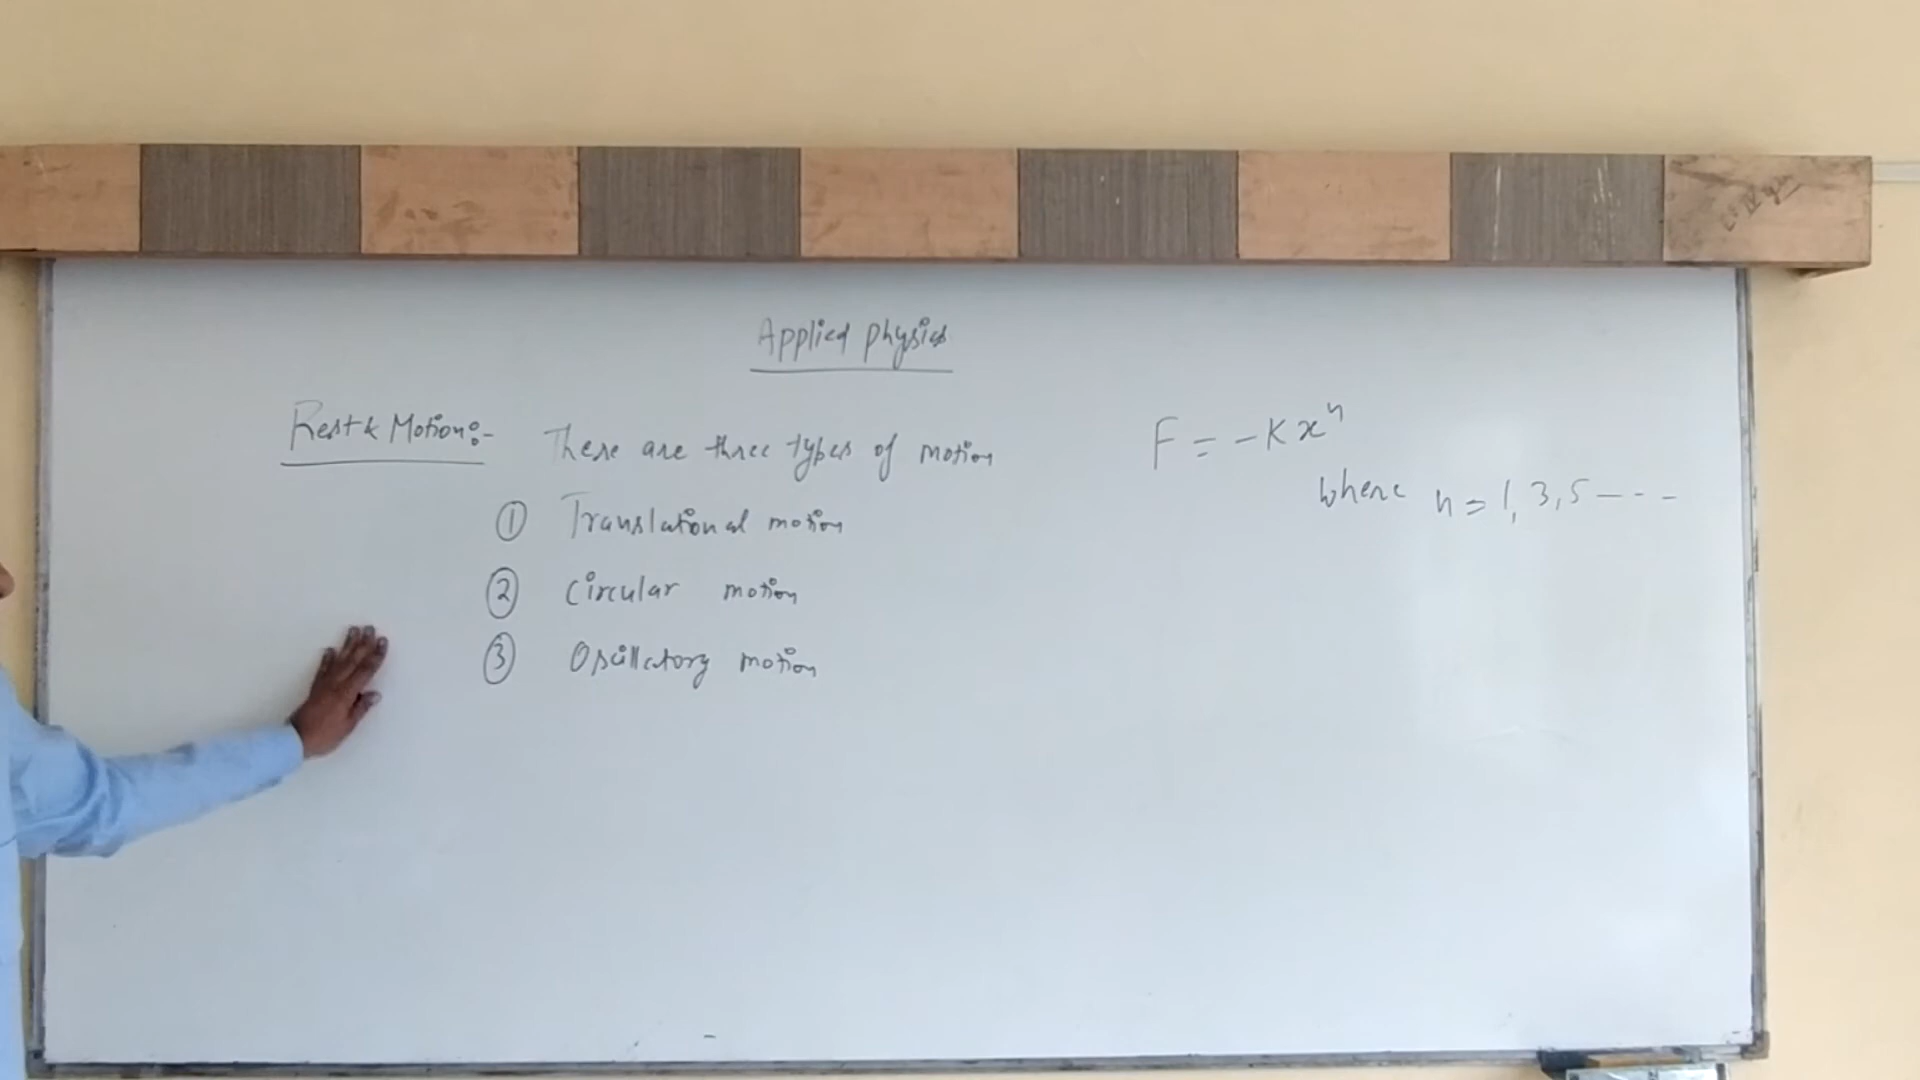 Applied physics
Rest & Motion:- There are three types of motion
① Translational motion
② Circular motion
③ Oscillatory motion
F = -Kxⁿ
where n = 1, 3, 5 - - - -